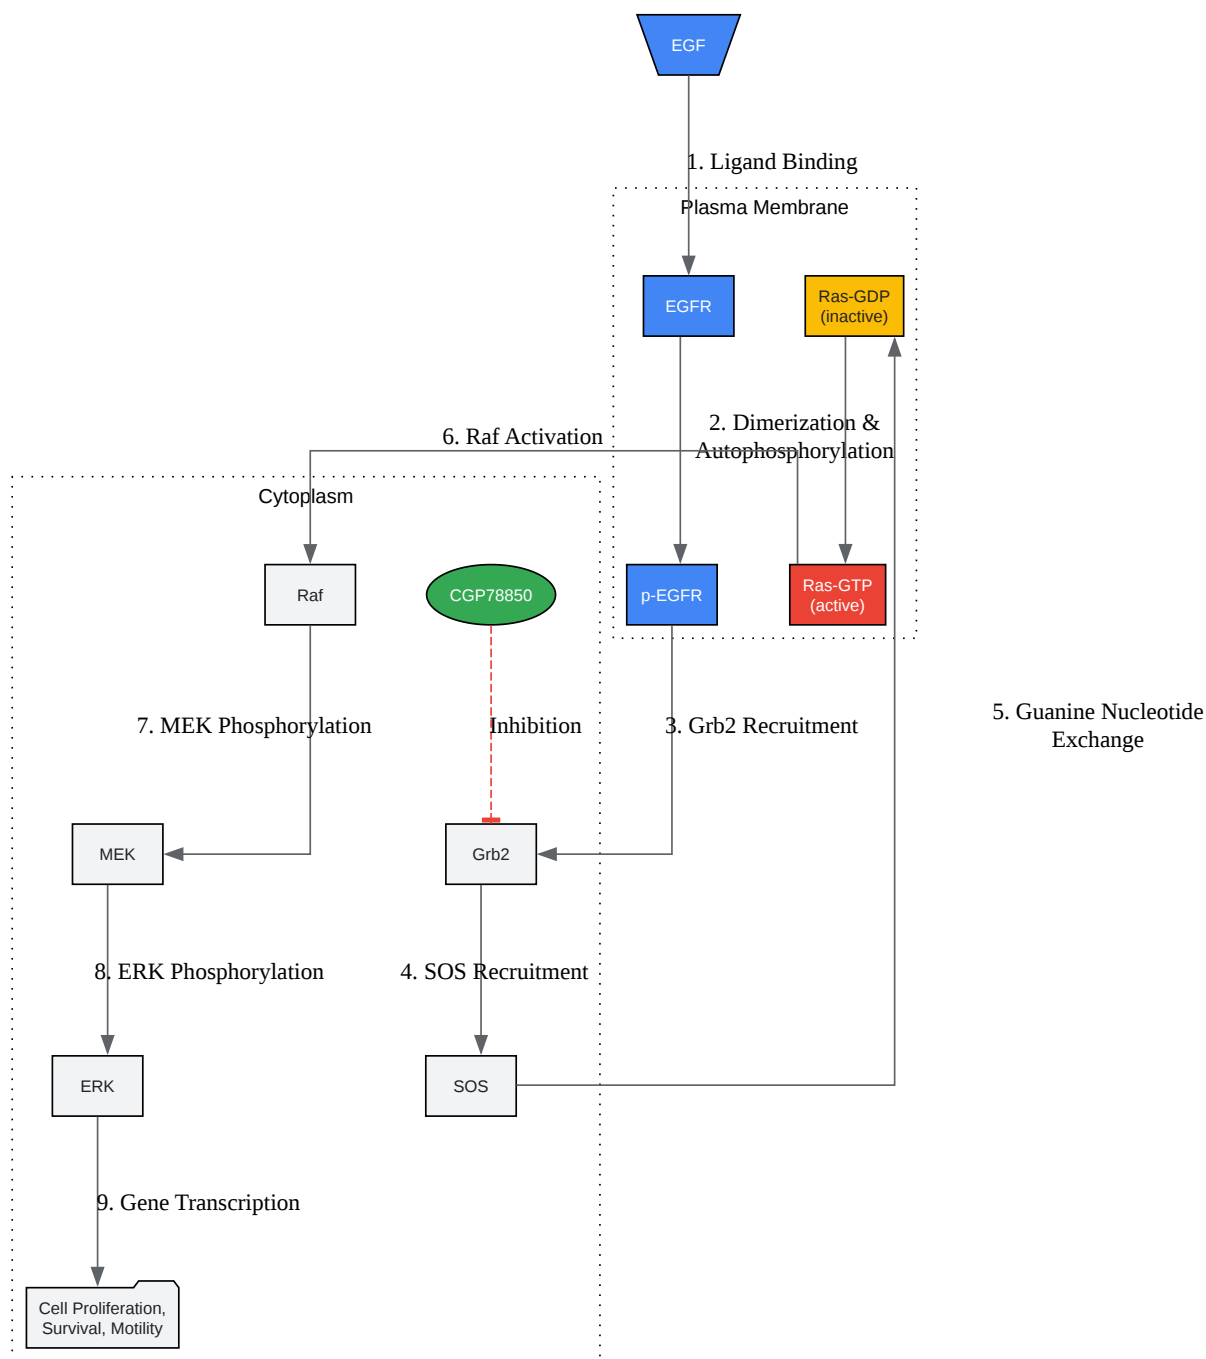 EGF
1. Ligand Binding
Plasma Membrane
EGFR
Ras-GDP
(inactive)
2. Dimerization &
Autophosphorylation
6. Raf Activation
Cytoplasm
Raf
CGP78850
p-EGFR
Ras-GTP
(active)
7. MEK Phosphorylation
Inhibition
3. Grb2 Recruitment
5. Guanine Nucleotide
Exchange
MEK
Grb2
8. ERK Phosphorylation
4. SOS Recruitment
ERK
SOS
9. Gene Transcription
Cell Proliferation,
Survival, Motility